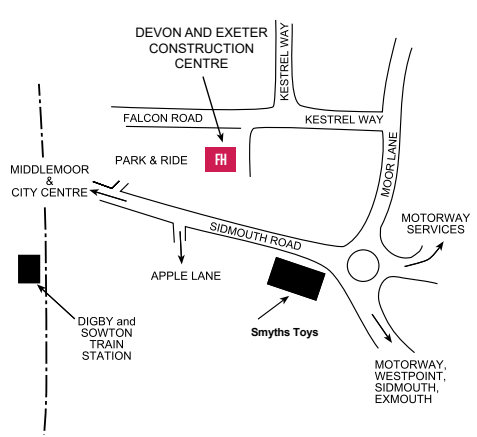 DEVON AND EXETER
CONSTRUCTION
CENTRE
KESTREL WAY
FALCON ROAD
KESTREL WAY
PARK & RIDE
FH
MOOR LANE
MIDDLEMOOR
&
CITY CENTRE
MOTORWAY
SERVICES
SIDMOUTH ROAD
APPLE LANE
DIGBY and
SOWTON
TRAIN
STATION
Smyths Toys
MOTORWAY,
WESTPOINT,
SIDMOUTH,
EXMOUTH